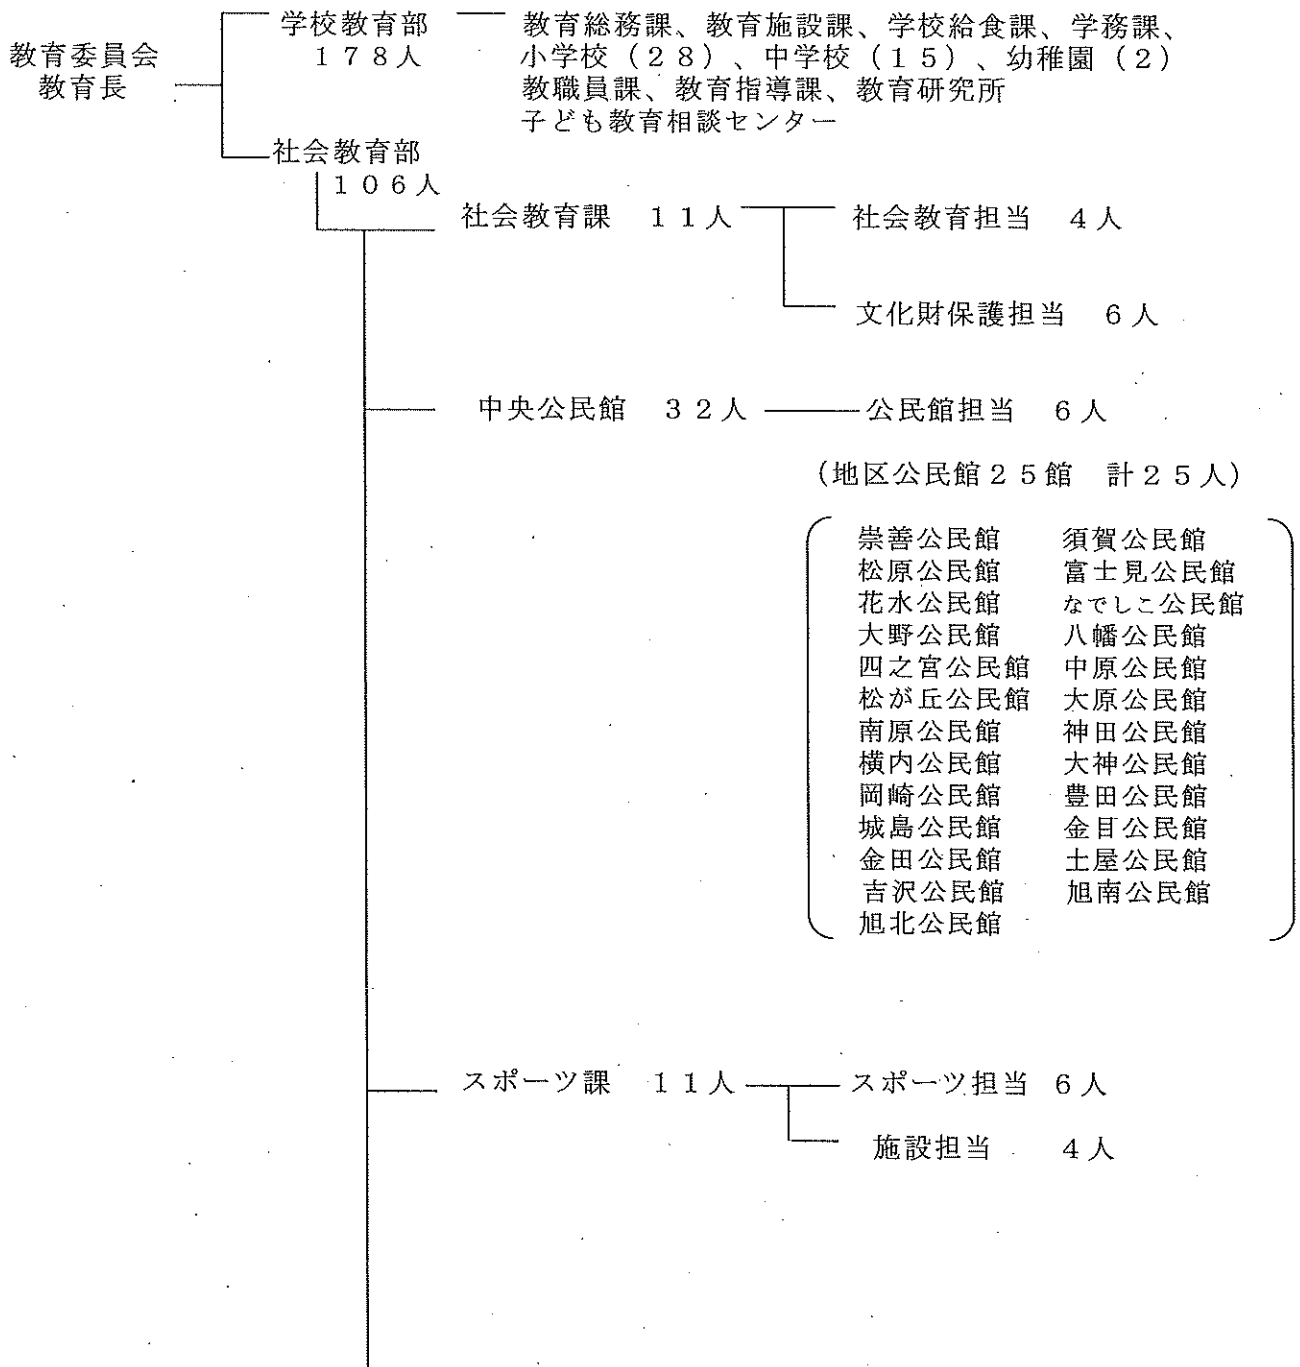 教育委員会
教育長
学校教育部
178人
教育総務課、教育施設課、学校給食課、学務課、
小学校（28）、中学校（15）、幼稚園（2）
教職員課、教育指導課、教育研究所
子ども教育相談センター
社会教育部
106人
社会教育課 11人 社会教育担当 4人
文化財保護担当 6人
中央公民館 32人 公民館担当 6人
（地区公民館25館 計25人）
崇善公民館 須賀公民館
松原公民館 富士見公民館
花水公民館 なでしこ公民館
大野公民館 八幡公民館
四之宮公民館 中原公民館
松が丘公民館 大原公民館
南原公民館 神田公民館
横内公民館 大神公民館
岡崎公民館 豊田公民館
城島公民館 金目公民館
金田公民館 土屋公民館
吉沢公民館 旭南公民館
旭北公民館
スポーツ課 11人 スポーツ担当 6人
施設担当 4人